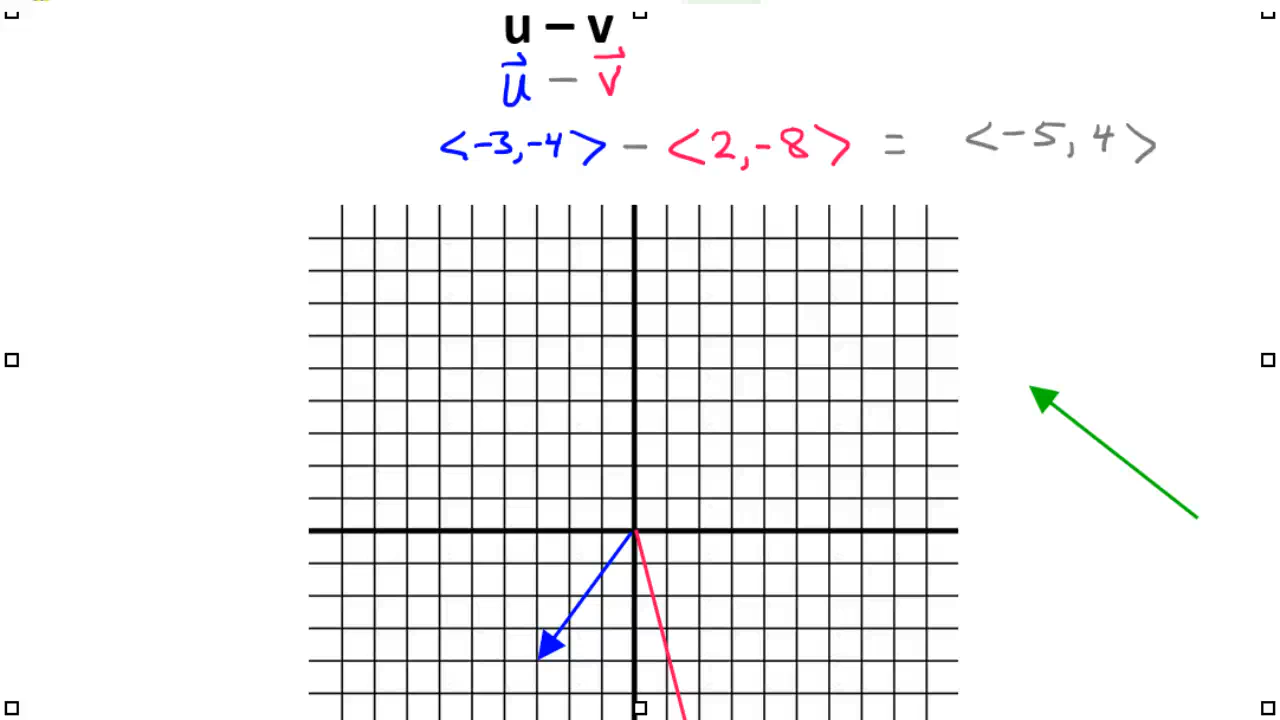 u – v
u⃗ – v⃗
<-3,-4> - <2,-8> = <-5, 4>